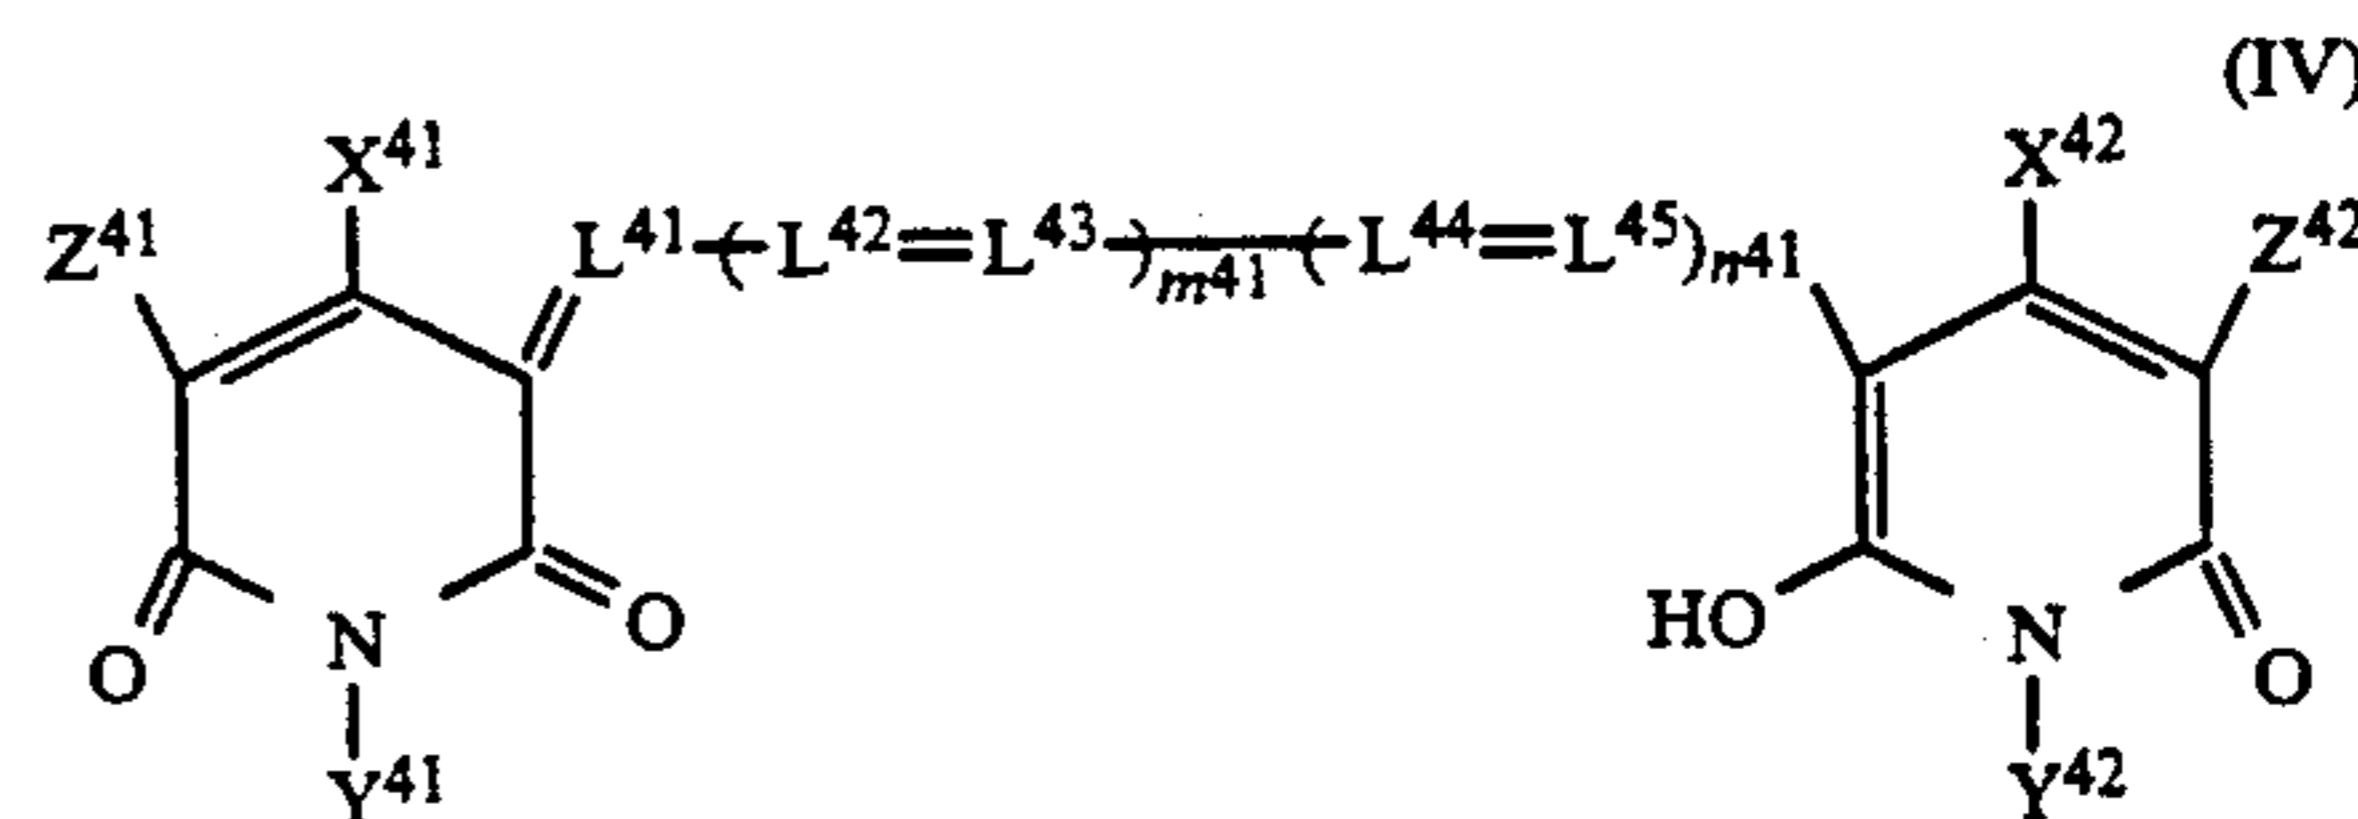 (IV)
X41 X42
Z41 L41 ( L42 = L43 )m41 ( L44 = L45 )n41 Z42
O N O HO N O
Y41 Y42